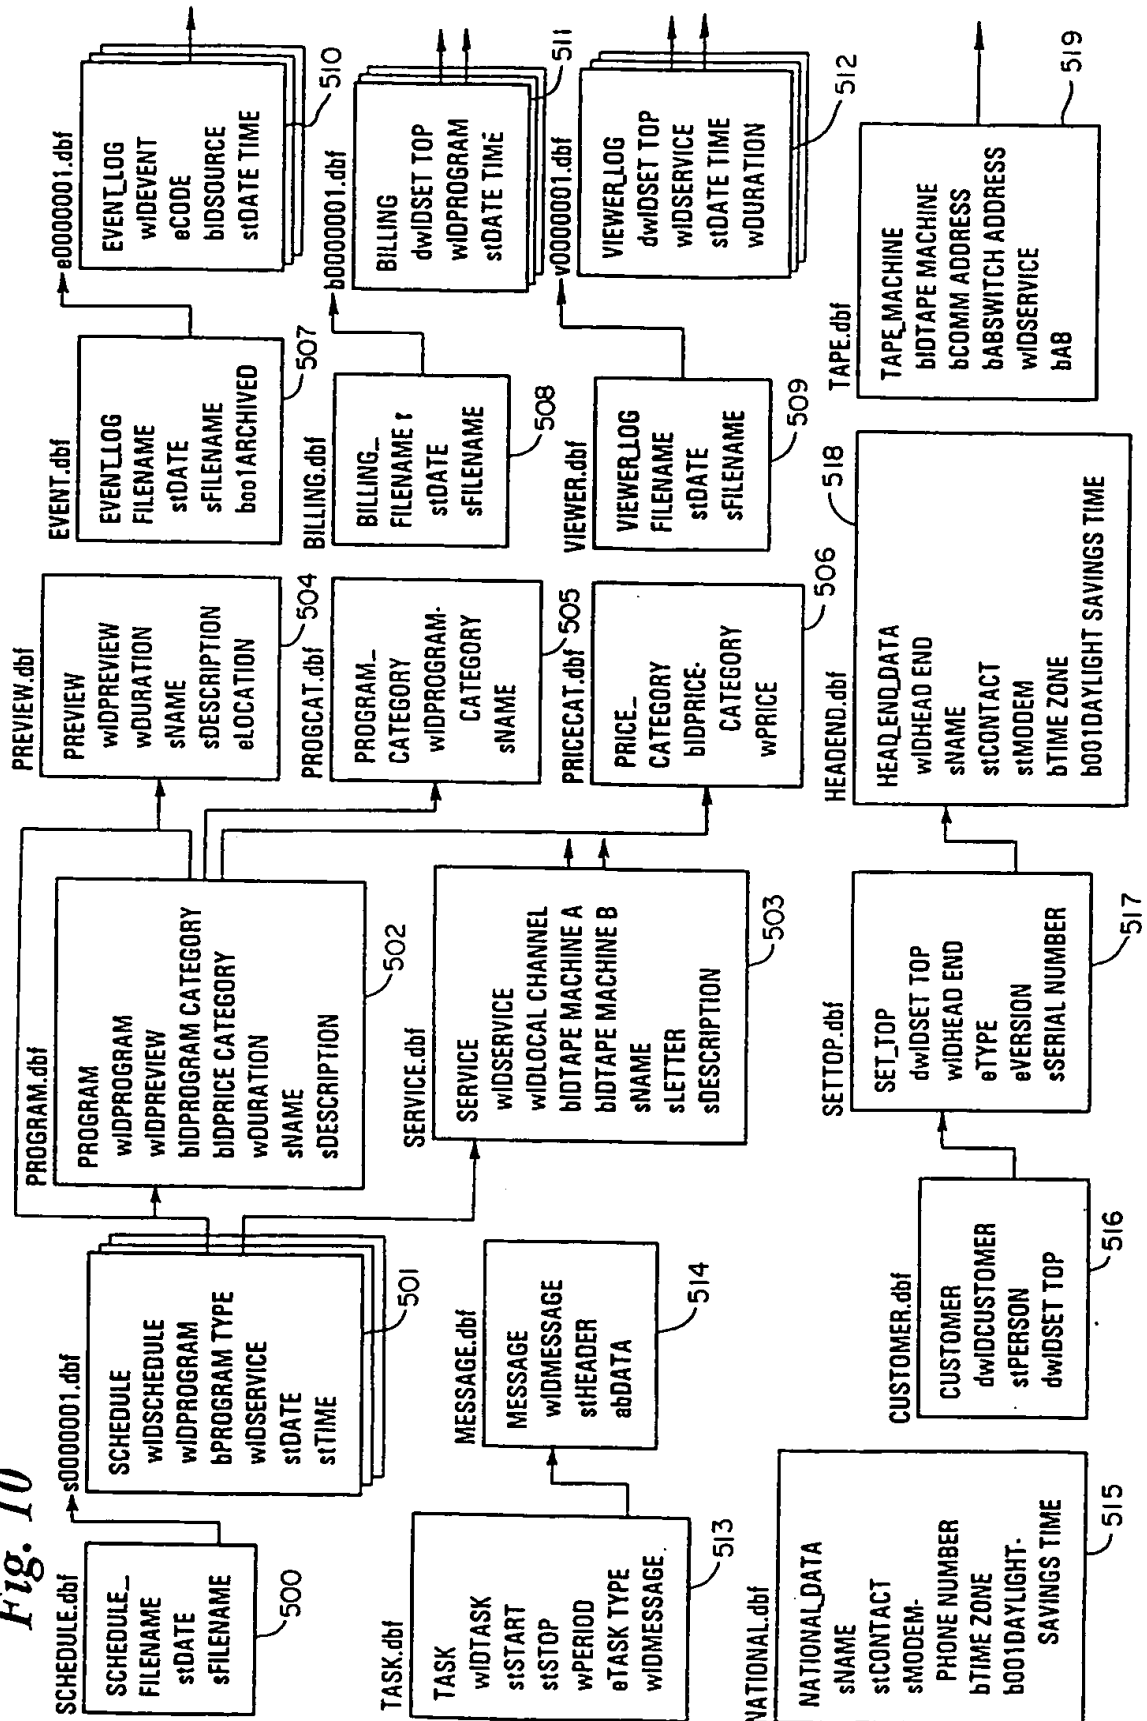 Fig. 10
SCHEDULE.dbf
SCHEDULE_
FILENAME
stDATE
sFILENAME
500
s0000001.dbf
SCHEDULE
wIDSCHEDULE
wIDPROGRAM
bPROGRAM TYPE
wIDSERVICE
stDATE
stTIME
501
PROGRAM.dbf
PROGRAM
wIDPROGRAM
wIDPREVIEW
bIDPROGRAM CATEGORY
bIDPRICE CATEGORY
wDURATION
sNAME
sDESCRIPTION
502
SERVICE.dbf
SERVICE
wIDSERVICE
wIDLOCAL CHANNEL
bIDTAPE MACHINE A
bIDTAPE MACHINE B
sNAME
sLETTER
sDESCRIPTION
503
PREVIEW.dbf
PREVIEW
wIDPREVIEW
wDURATION
sNAME
sDESCRIPTION
eLOCATION
504
PROGCAT.dbf
PROGRAM_
CATEGORY
wIDPROGRAM-
CATEGORY
sNAME
505
PRICECAT.dbf
PRICE_
CATEGORY
bIDPRICE-
CATEGORY
wPRICE
506
EVENT.dbf
EVENT_LOG
FILENAME
stDATE
sFILENAME
boo1ARCHIVED
507
BILLING.dbf
BILLING_
FILENAME
stDATE
sFILENAME
508
VIEWER.dbf
VIEWER_LOG
FILENAME
stDATE
sFILENAME
509
e0000001.dbf
EVENT_LOG
wIDEVENT
eCODE
bIDSOURCE
stDATE TIME
510
b0000001.dbf
BILLING
dwIDSET TOP
wIDPROGRAM
stDATE TIME
511
v0000001.dbf
VIEWER_LOG
dwIDSET TOP
wIDSERVICE
stDATE TIME
wDURATION
512
TASK.dbf
TASK
wIDTASK
stSTART
stSTOP
wPERIOD
eTASK TYPE
wIDMESSAGE
513
MESSAGE.dbf
MESSAGE
wIDMESSAGE
stHEADER
abDATA
514
NATIONAL.dbf
NATIONAL_DATA
sNAME
stCONTACT
sMODEM-
PHONE NUMBER
bTIME ZONE
b001DAYLIGHT-
SAVINGS TIME
515
CUSTOMER.dbf
CUSTOMER
dwIDCUSTOMER
stPERSON
dwIDSET TOP
516
SETTOP.dbf
SET_TOP
dwIDSET TOP
wIDHEAD END
eTYPE
eVERSION
sSERIAL NUMBER
517
HEADEND.dbf
HEAD_END_DATA
wIDHEAD END
sNAME
stCONTACT
stMODEM
bTIME ZONE
b001DAYLIGHT SAVINGS TIME
518
TAPE.dbf
TAPE_MACHINE
bIDTAPE MACHINE
bCOMM ADDRESS
bABSWITCH ADDRESS
wIDSERVICE
bAB
519